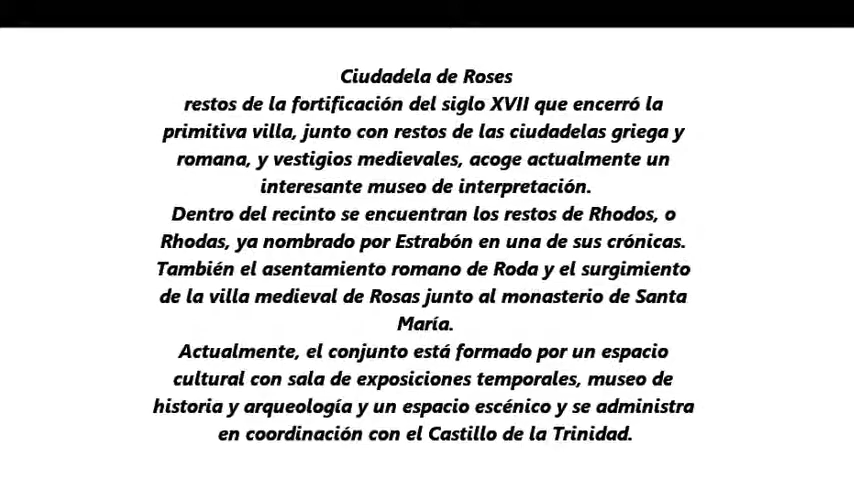 Ciudadela de Roses
restos de la fortificación del siglo XVII que encerró la
primitiva villa, junto con restos de las ciudadelas griega y
romana, y vestigios medievales, acoge actualmente un
interesante museo de interpretación.
Dentro del recinto se encuentran los restos de Rhodos, o
Rhodas, ya nombrado por Estrabón en una de sus crónicas.
También el asentamiento romano de Roda y el surgimiento
de la villa medieval de Rosas junto al monasterio de Santa
María.
Actualmente, el conjunto está formado por un espacio
cultural con sala de exposiciones temporales, museo de
historia y arqueología y un espacio escénico y se administra
en coordinación con el Castillo de la Trinidad.